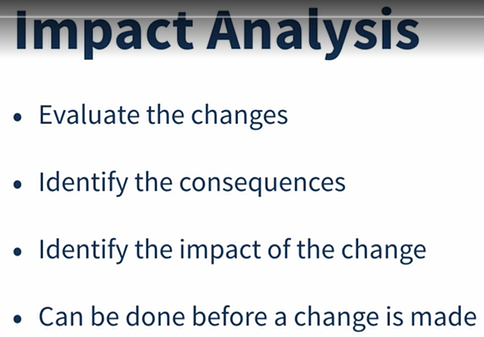 Impact Analysis
• Evaluate the changes
• Identify the consequences
• Identify the impact of the change
• Can be done before a change is made